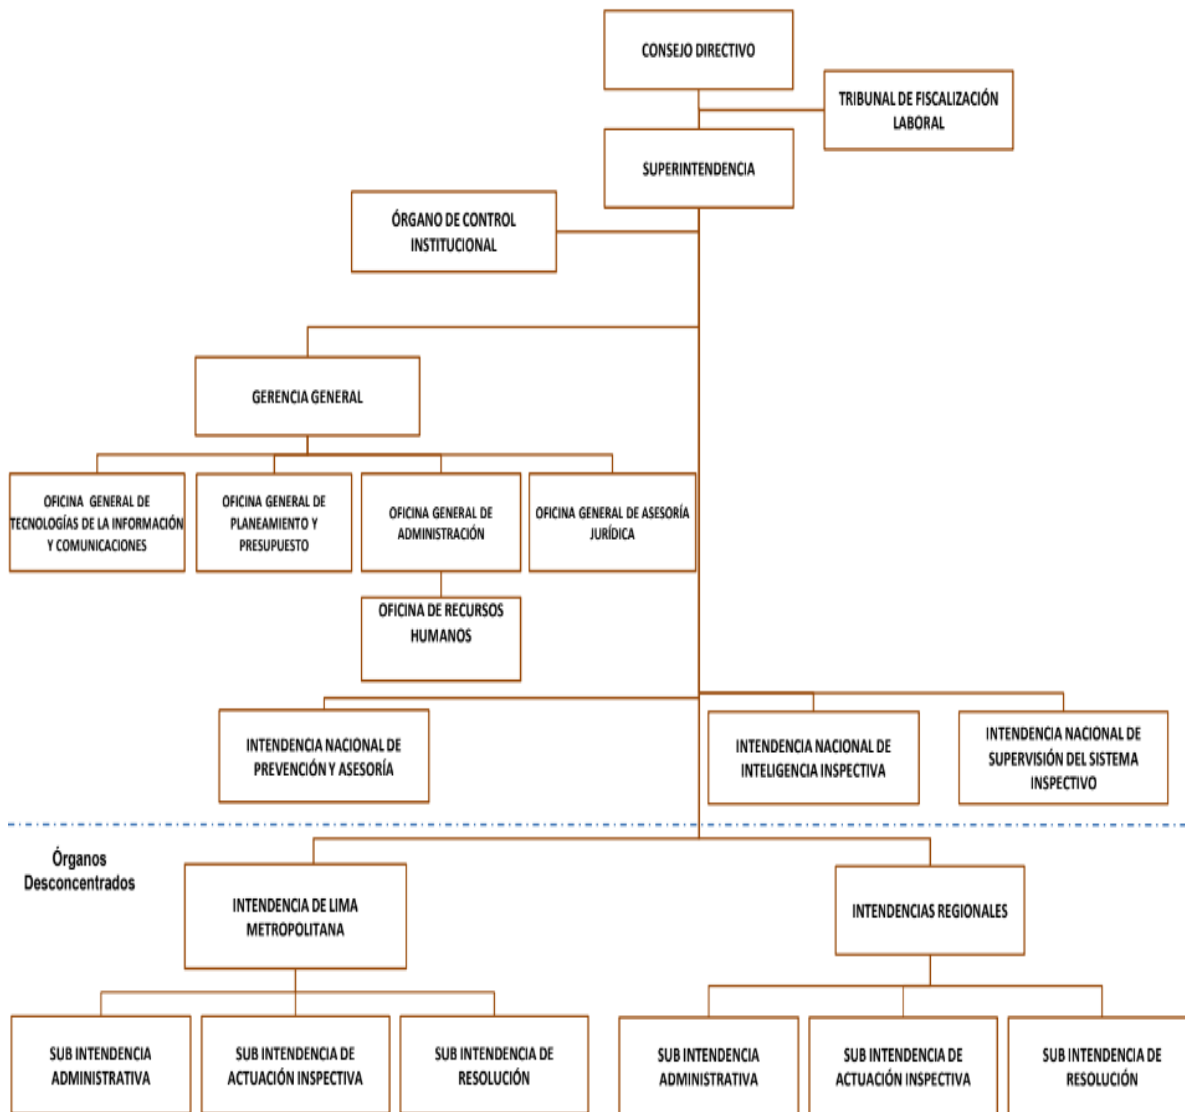 CONSEJO DIRECTIVO
TRIBUNAL DE FISCALIZACIÓN
LABORAL
SUPERINTENDENCIA
ÓRGANO DE CONTROL
INSTITUCIONAL
GERENCIA GENERAL
OFICINA GENERAL DE
TECNOLOGÍAS DE LA INFORMACIÓN
Y COMUNICACIONES
OFICINA GENERAL DE
PLANEAMIENTO Y
PRESUPUESTO
OFICINA GENERAL DE
ADMINISTRACIÓN
OFICINA GENERAL DE ASESORÍA
JURÍDICA
OFICINA DE RECURSOS
HUMANOS
INTENDENCIA NACIONAL DE
PREVENCIÓN Y ASESORÍA
INTENDENCIA NACIONAL DE
INTELIGENCIA INSPECTIVA
INTENDENCIA NACIONAL DE
SUPERVISIÓN DEL SISTEMA
INSPECTIVO
Órganos
Desconcentrados
INTENDENCIA DE LIMA
METROPOLITANA
INTENDENCIAS REGIONALES
SUB INTENDENCIA
ADMINISTRATIVA
SUB INTENDENCIA DE
ACTUACIÓN INSPECTIVA
SUB INTENDENCIA DE
RESOLUCIÓN
SUB INTENDENCIA
ADMINISTRATIVA
SUB INTENDENCIA DE
ACTUACIÓN INSPECTIVA
SUB INTENDENCIA DE
RESOLUCIÓN